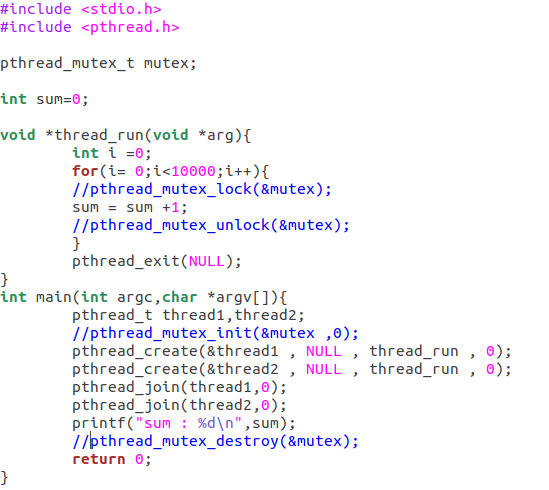 #include <stdio.h>
#include <pthread.h>

pthread_mutex_t mutex;

int sum=0;

void *thread_run(void *arg){
        int i =0;
        for(i= 0;i<10000;i++){
        //pthread_mutex_lock(&mutex);
        sum = sum +1;
        //pthread_mutex_unlock(&mutex);
        }
        pthread_exit(NULL);
}
int main(int argc,char *argv[]){
        pthread_t thread1,thread2;
        //pthread_mutex_init(&mutex ,0);
        pthread_create(&thread1 , NULL , thread_run , 0);
        pthread_create(&thread2 , NULL , thread_run , 0);
        pthread_join(thread1,0);
        pthread_join(thread2,0);
        printf("sum : %d\n",sum);
        //pthread_mutex_destroy(&mutex);
        return 0;
}